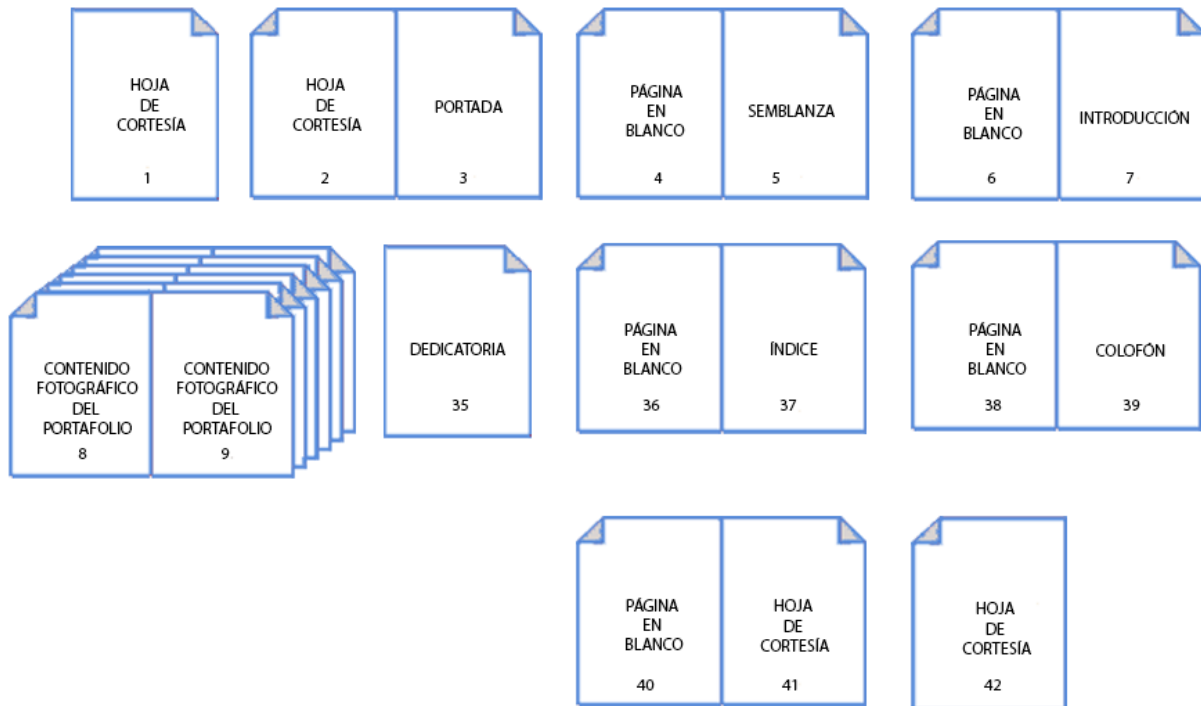 HOJA
DE
CORTESÍA
1
HOJA
DE
CORTESÍA
2
PORTADA
3
PÁGINA
EN
BLANCO
4
SEMBLANZA
5
PÁGINA
EN
BLANCO
6
INTRODUCCIÓN
7
CONTENIDO
FOTOGRÁFICO
DEL
PORTAFOLIO
8
CONTENIDO
FOTOGRÁFICO
DEL
PORTAFOLIO
9
DEDICATORIA
35
PÁGINA
EN
BLANCO
36
ÍNDICE
37
PÁGINA
EN
BLANCO
38
COLOFÓN
39
PÁGINA
EN
BLANCO
40
HOJA
DE
CORTESÍA
41
HOJA
DE
CORTESÍA
42